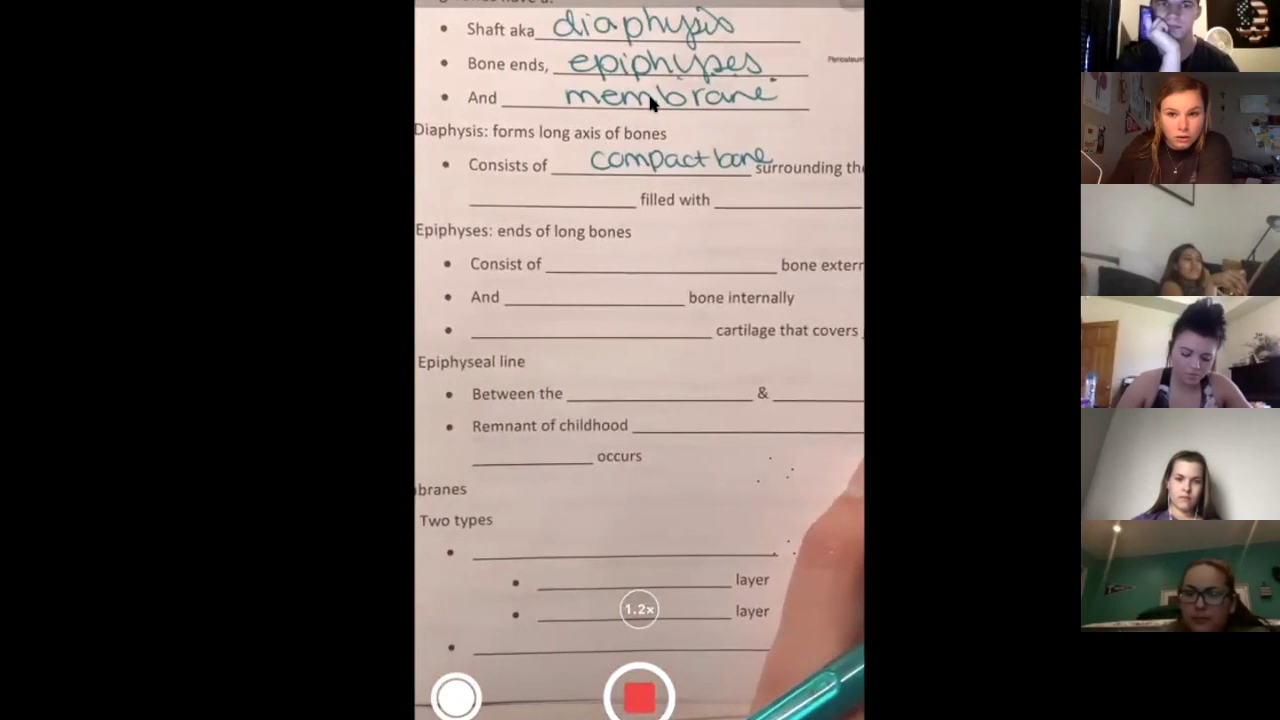 • Shaft aka diaphysis
• Bone ends, epiphyses
Periosteum
• And membrane
Diaphysis: forms long axis of bones
• Consists of compact bone surrounding the
filled with
Epiphyses: ends of long bones
• Consist of bone extern
• And bone internally
• cartilage that covers
Epiphyseal line
• Between the &
• Remnant of childhood
occurs
branes
Two types
•
• layer
• layer
1.2x
•